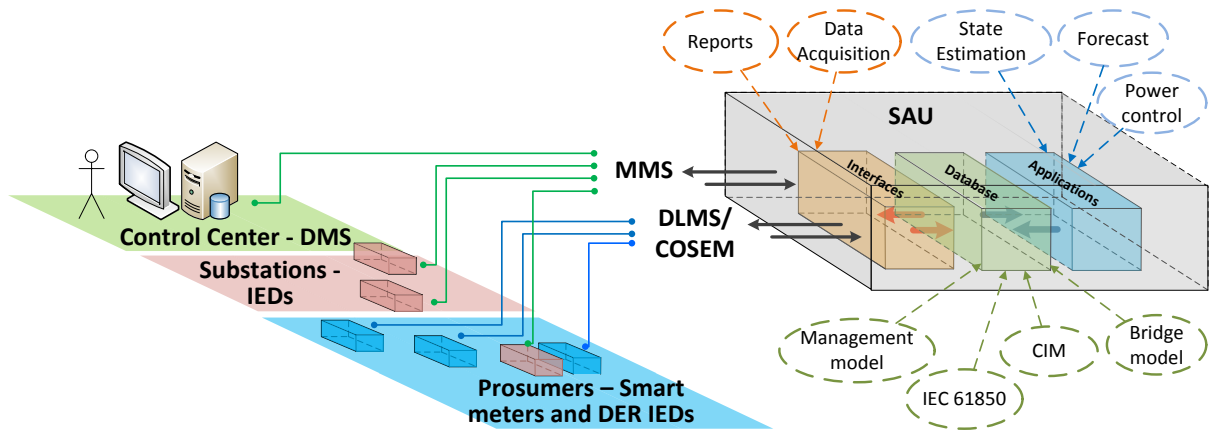 Reports
Data
Acquisition
State
Estimation
Forecast
Power
control
SAU
MMS
Interfaces
Database
Applications
DLMS/
COSEM
Control Center - DMS
Substations -
IEDs
Prosumers – Smart
meters and DER IEDs
Management
model
IEC 61850
CIM
Bridge
model